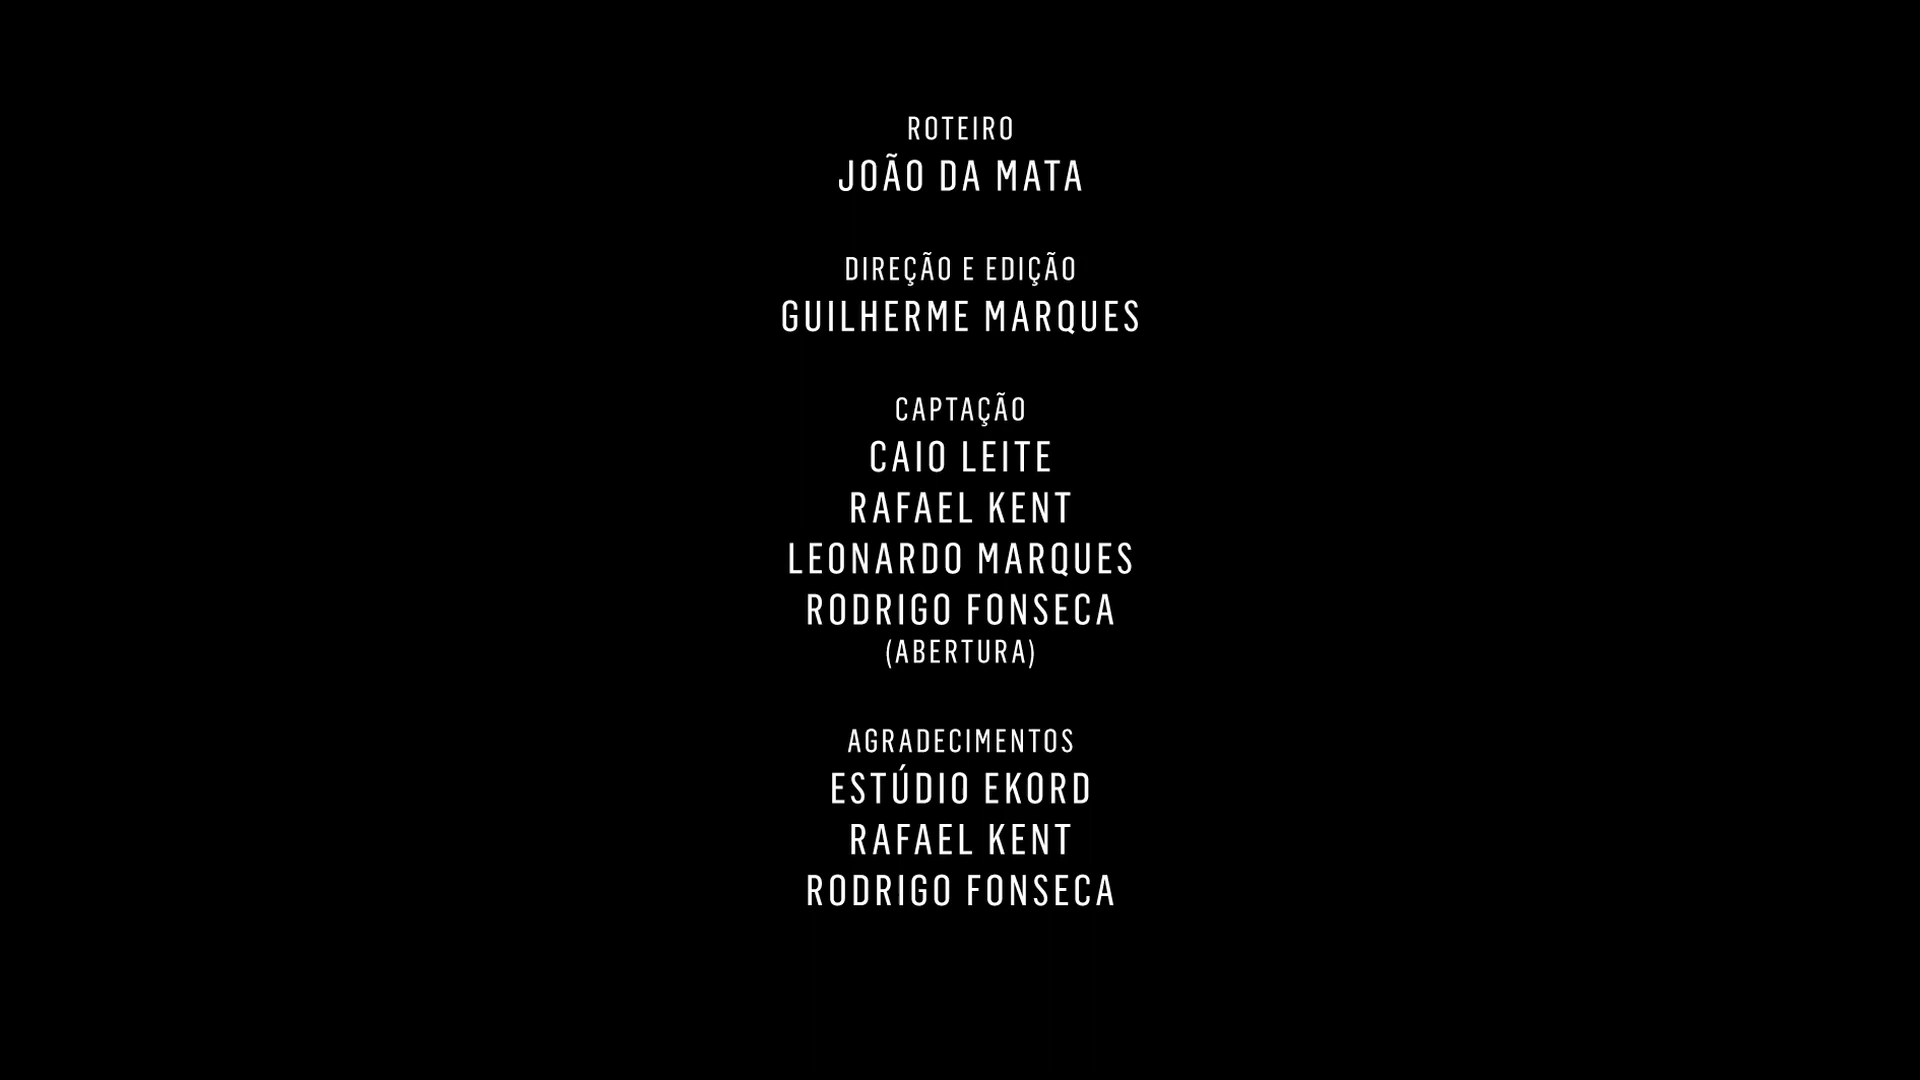 ROTEIRO
JOÃO DA MATA
DIREÇÃO E EDIÇÃO
GUILHERME MARQUES
CAPTAÇÃO
CAIO LEITE
RAFAEL KENT
LEONARDO MARQUES
RODRIGO FONSECA
(ABERTURA)
AGRADECIMENTOS
ESTÚDIO EKORD
RAFAEL KENT
RODRIGO FONSECA